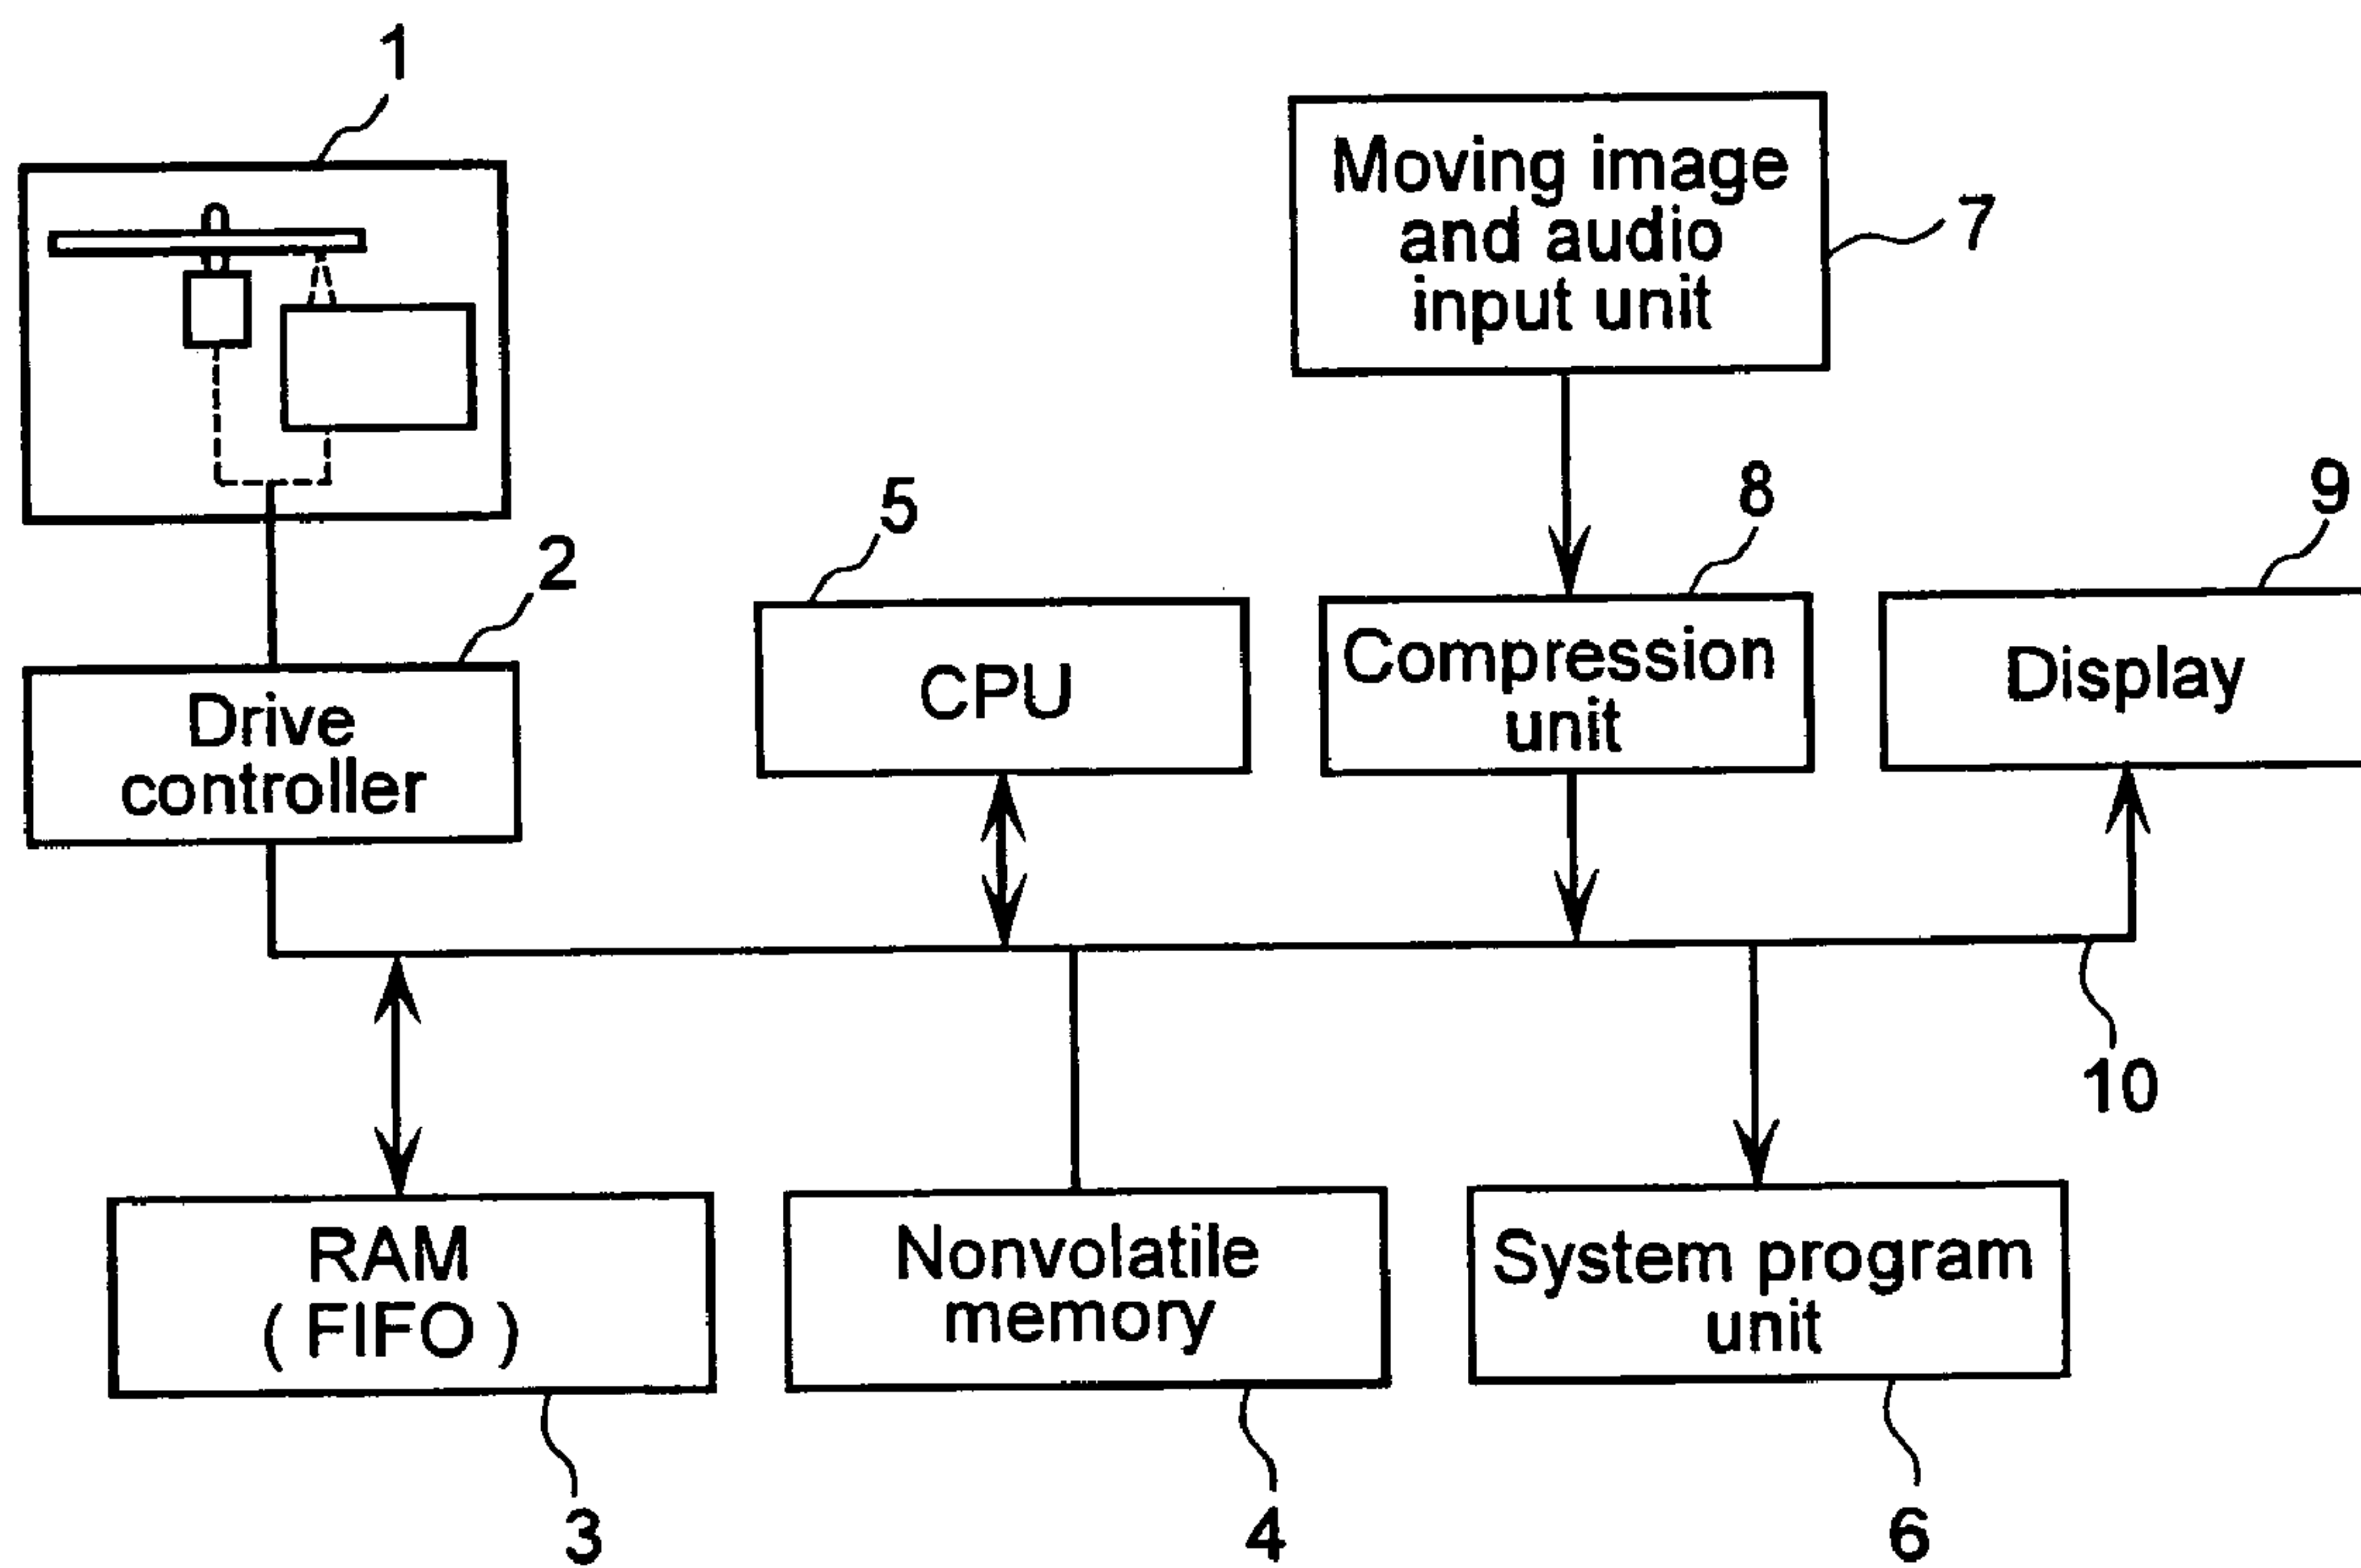 1
Moving image
and audio
input unit
7
5
8
9
2
CPU
Compression
unit
Display
Drive
controller
10
RAM
( FIFO )
Nonvolatile
memory
System program
unit
3
4
6